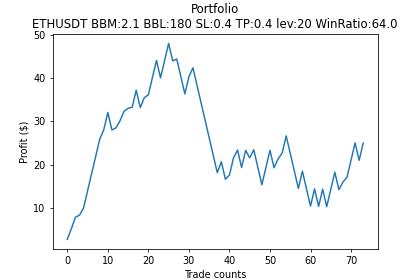 Portfolio
ETHUSDT BBM:2.1 BBL:180 SL:0.4 TP:0.4 lev:20 WinRatio:64.0
50
40
30
20
10
Profit ($)
0 10 20 30 40 50 60 70
Trade counts